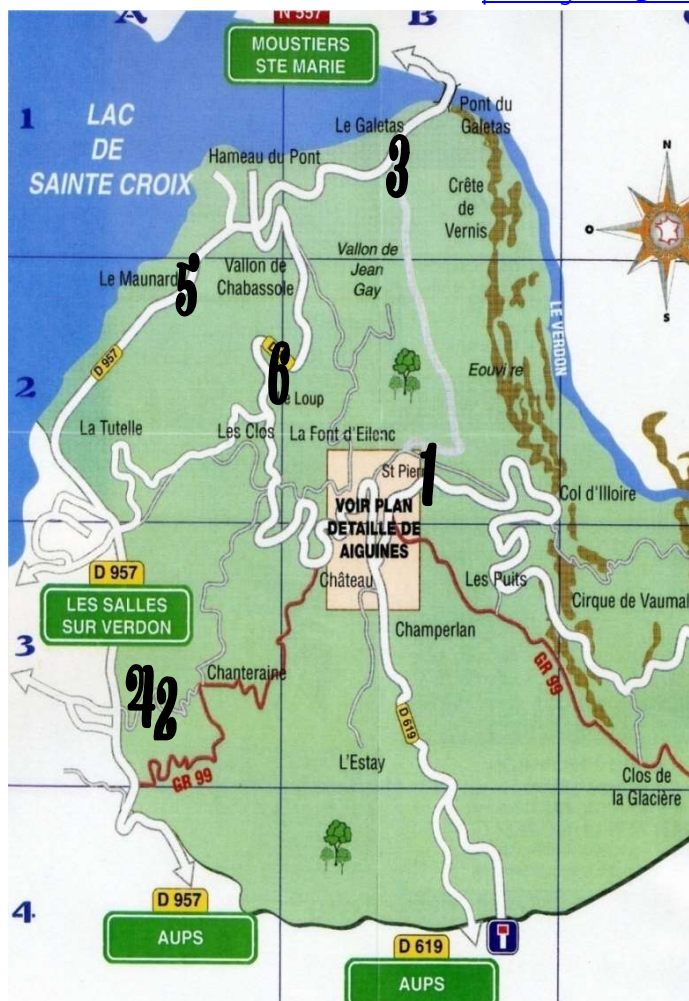 A
N 557
B
MOUSTIERS
STE MARIE
1
LAC
DE
SAINTE CROIX
Pont du
Galetas
Le Galetas
3
Hameau du Pont
Crête
de
Vernis
N
O
S
Vallon de
Jean
Gay
Le Maunard
5
Vallon de
Chabassole
LE VERDON
D 957
2
6
Loup
Eouvire
La Tutelle
Les Clos
La Font d'Eilenc
St Pierr
1
Col d'Illoire
VOIR PLAN
DETAILLE DE
AIGUINES
D 957
LES SALLES
SUR VERDON
Château
Les Puits
Cirque de Vaumal
3
Champerlan
GR 99
Chanteraine
42
D 619
L'Estay
GR 99
Clos de
la Glacière
4
D 957
AUPS
D 619
AUPS